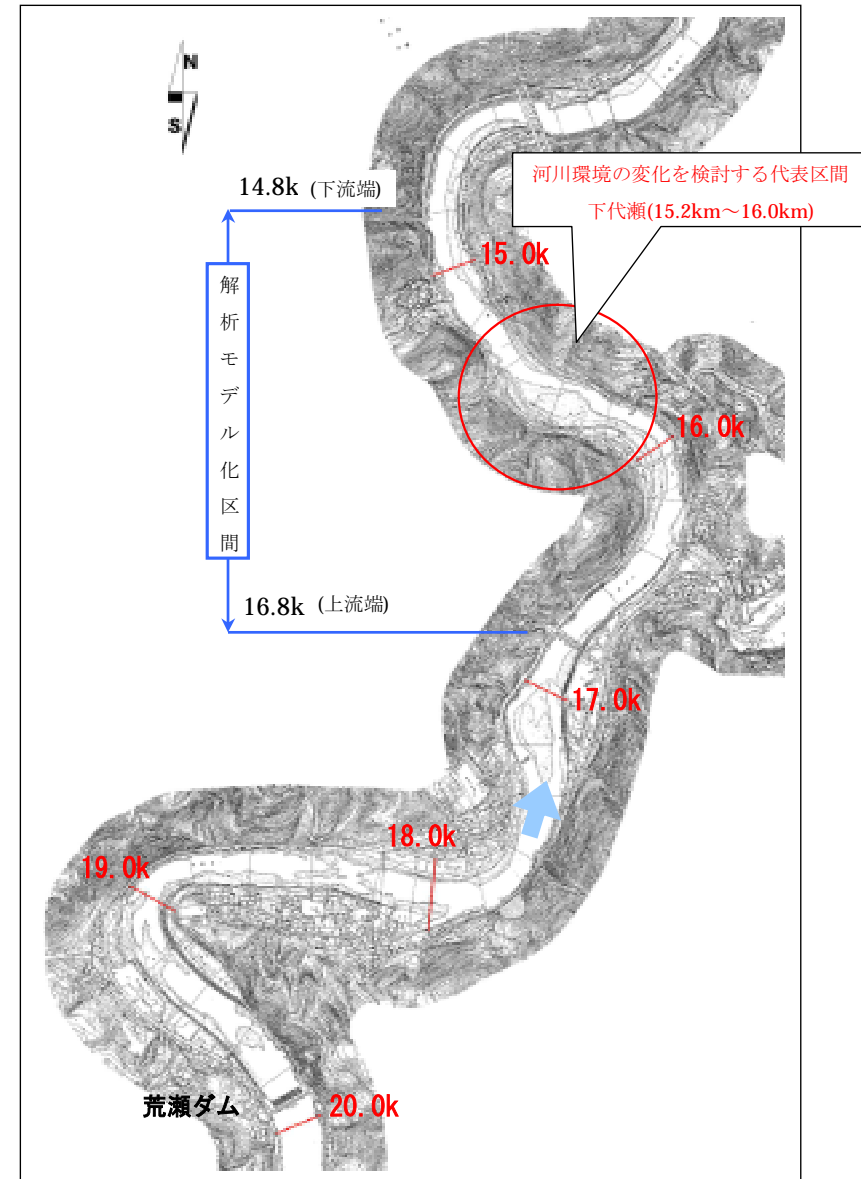 N
S
14.8k (下流端)
河川環境の変化を検討する代表区間
下代瀬(15.2km～16.0km)
15.0k
解析モデル化区間
16.0k
16.8k (上流端)
17.0k
18.0k
19.0k
荒瀬ダム
20.0k